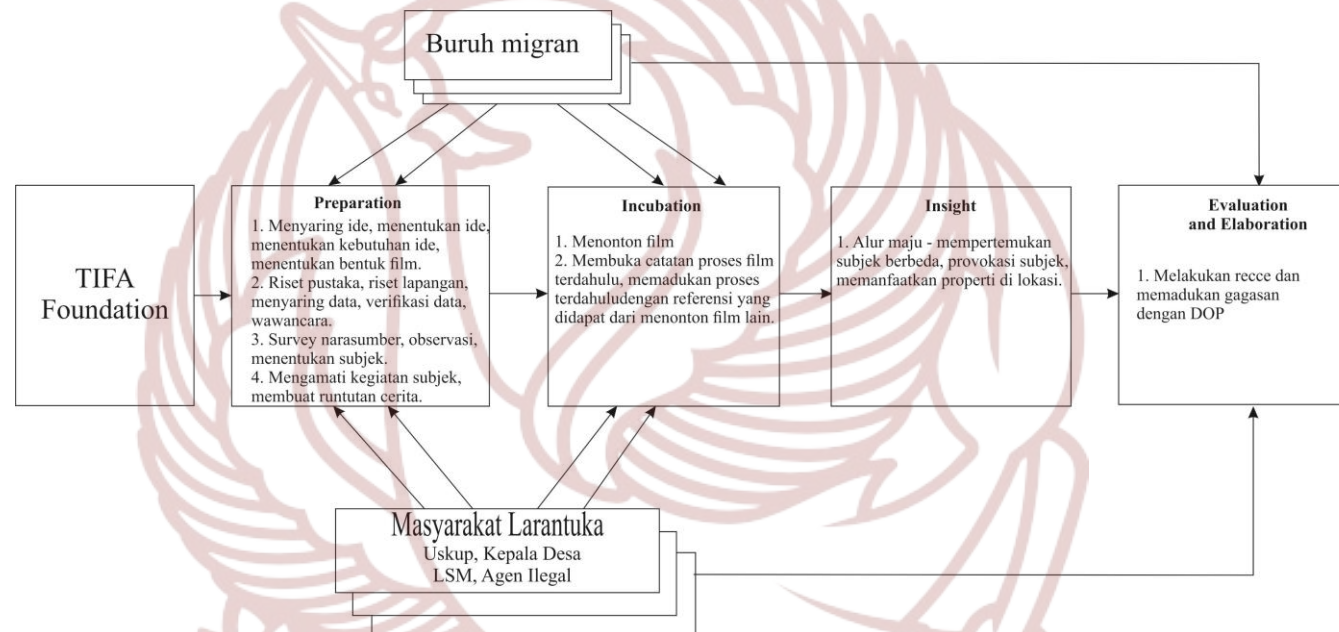 Buruh migran
TIFA
Foundation
Preparation
1. Menyaring ide, menentukan ide,
menentukan kebutuhan ide,
menentukan bentuk film.
2. Riset pustaka, riset lapangan,
menyaring data, verifikasi data,
wawancara.
3. Survey narasumber, observasi,
menentukan subjek.
4. Mengamati kegiatan subjek,
membuat runtutan cerita.
Incubation
1. Menonton film
2. Membuka catatan proses film
terdahulu, memadukan proses
terdahuludengan referensi yang
didapat dari menonton film lain.
Insight
1. Alur maju - mempertemukan
subjek berbeda, provokasi subjek,
memanfaatkan properti di lokasi.
Evaluation
and Elaboration
1. Melakukan recce dan
memadukan gagasan
dengan DOP
Masyarakat Larantuka
Uskup, Kepala Desa
LSM, Agen Ilegal